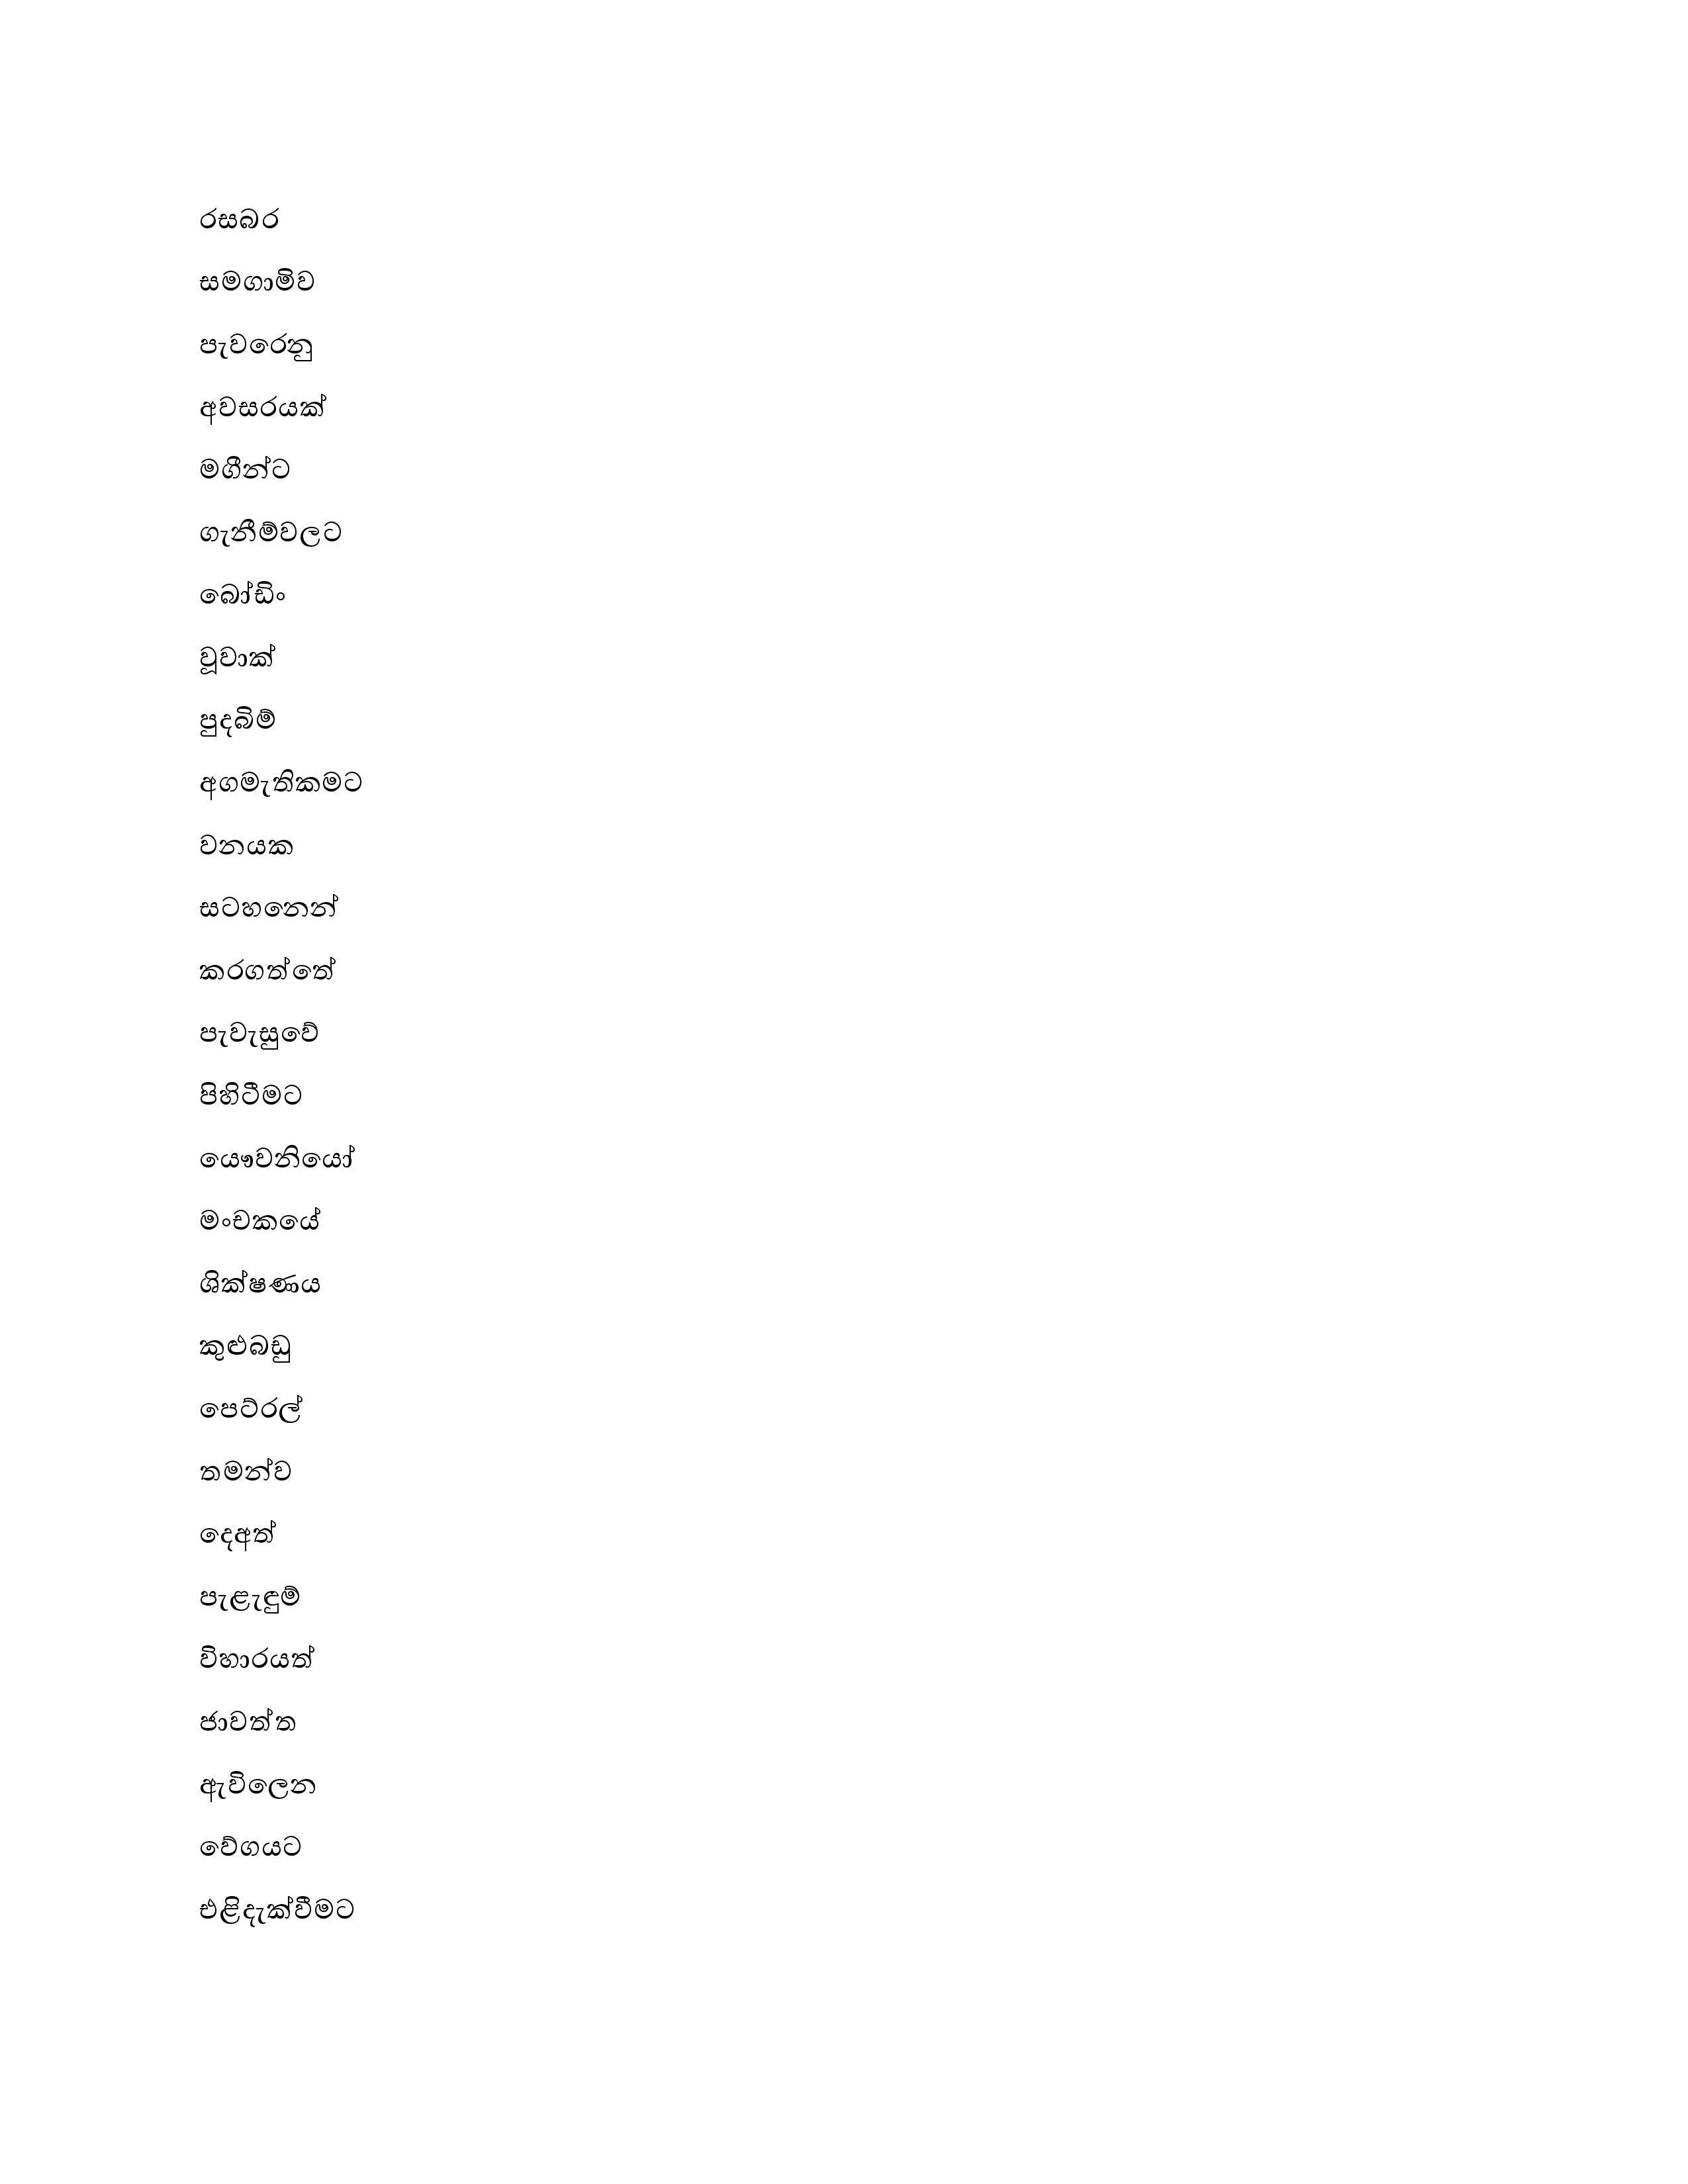 රසබර
සමගාමිව
පැවරෙනු
අවසරයක්
මගීන්ට
ගැනීම්වලට
බෝඩිං
වූවාක්
පුදබිම්
අගමැතිකමට
වනයක
සටහනෙන්
කරගත්තේ
පැවැසුවේ
පිහිටීමට
යෞවනියෝ
මංචකයේ
ශික්ෂණය
කුළුබඩු
පෙට්රල්
තමන්ව
දෙඅත්
පැළැඳුම්
විහාරයත්
ජාවත්ත
ඇවිලෙන
වේගයට
එළිදැක්වීමට